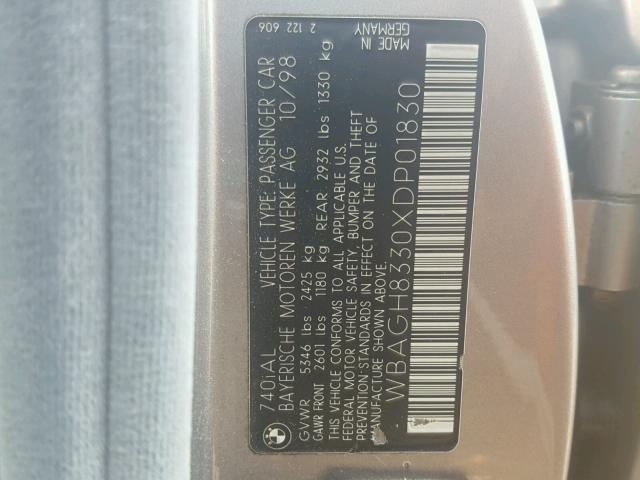 740iAL VEHICLE TYPE: PASSENGER CAR
BAYERISCHE MOTOREN WERKE AG 10/98
GVWR 5346 lbs 2425 kg
GAWR FRONT 2601 lbs 1180 kg REAR 2932 lbs 1330 kg
THIS VEHICLE CONFORMS TO ALL APPLICABLE U.S.
FEDERAL MOTOR VEHICLE SAFETY, BUMPER AND THEFT
PREVENTION-STANDARDS IN EFFECT ON THE DATE OF
MANUFACTURE SHOWN ABOVE.
WBAGH8330XDP01830
2 122 606
MADE IN
GERMANY
BMW